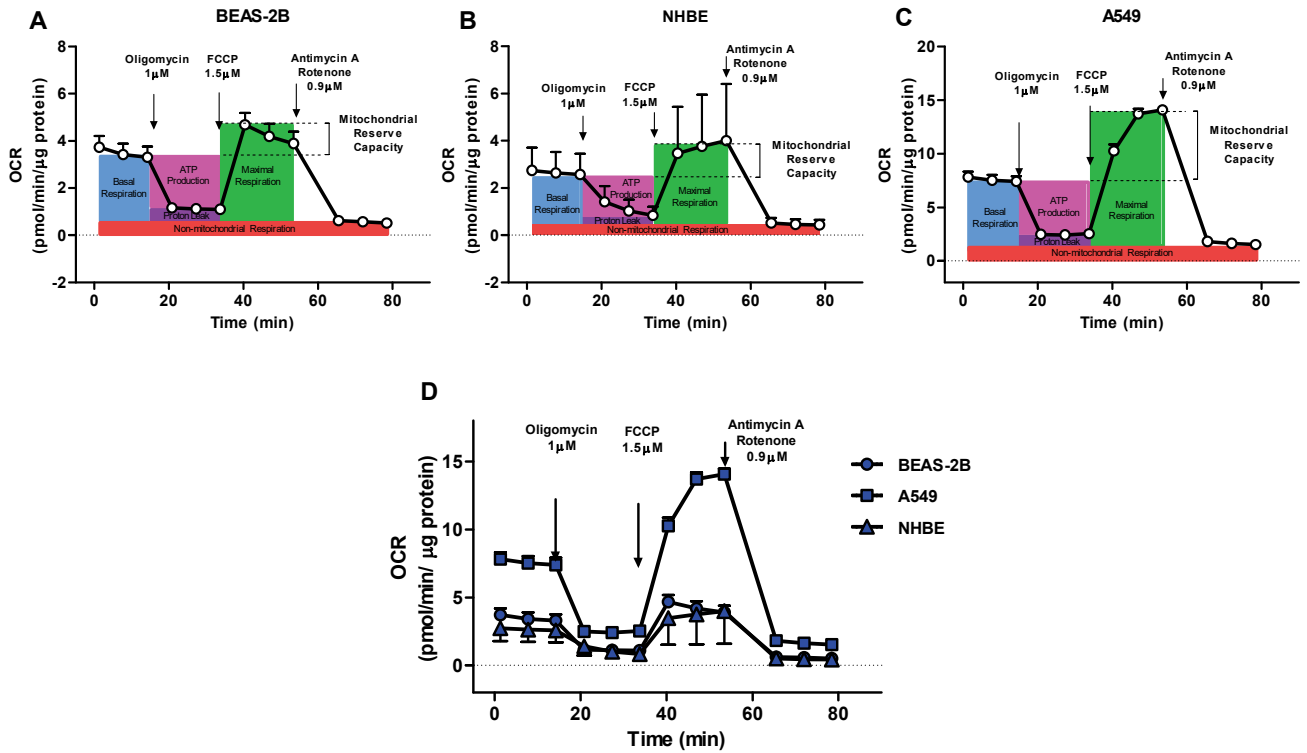 A
BEAS-2B
OCR
(pmol/min/μg protein)
8
6
4
2
0
-2
Oligomycin
1μM
FCCP
1.5μM
Antimycin A
Rotenone
0.9μM
Mitochondrial
Reserve
Capacity
Basal
Respiration
ATP
Production
Proton Leak
Maximal
Respiration
Non-mitochondrial Respiration
0
20
40
60
80
Time (min)
B
NHBE
OCR
(pmol/min/μg protein)
8
6
4
2
0
-2
Oligomycin
1μM
FCCP
1.5μM
Antimycin A
Rotenone
0.9μM
Mitochondrial
Reserve
Capacity
Basal
Respiration
ATP
Production
Proton Leak
Maximal
Respiration
Non-mitochondrial Respiration
0
20
40
60
80
Time (min)
C
A549
OCR
(pmol/min/μg protein)
20
15
10
5
0
Oligomycin
1μM
FCCP
1.5μM
Antimycin A
Rotenone
0.9μM
Mitochondrial
Reserve
Capacity
Basal
Respiration
ATP
Production
Proton Leak
Maximal
Respiration
Non-mitochondrial Respiration
0
20
40
60
80
Time (min)
D
OCR
(pmol/min/ μg protein)
15
10
5
0
Oligomycin
1μM
FCCP
1.5μM
Antimycin A
Rotenone
0.9μM
BEAS-2B
A549
NHBE
0
20
40
60
80
Time (min)